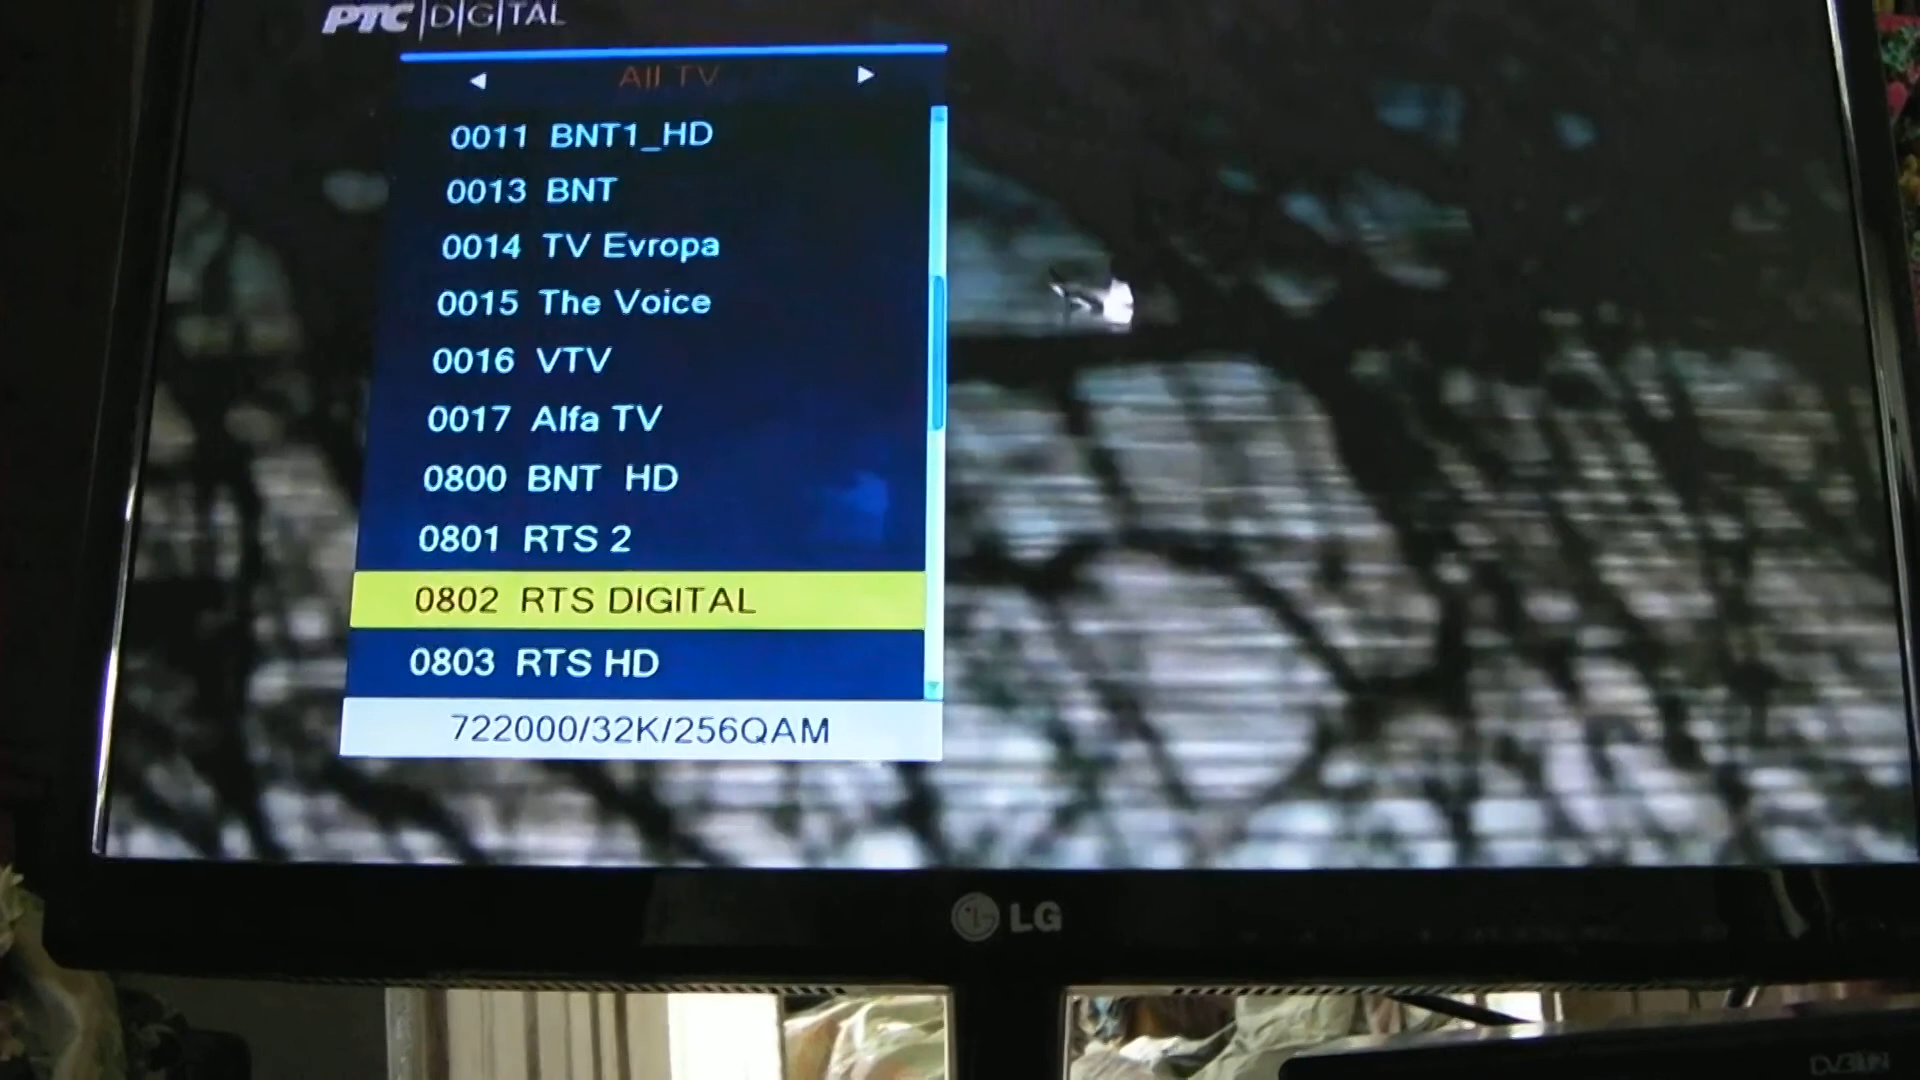 РТС|D|G|TAL
All TV
0011 BNT1_HD
0013 BNT
0014 TV Evropa
0015 The Voice
0016 VTV
0017 Alfa TV
0800 BNT HD
0801 RTS 2
0802 RTS DIGITAL
0803 RTS HD
722000/32K/256QAM
LG